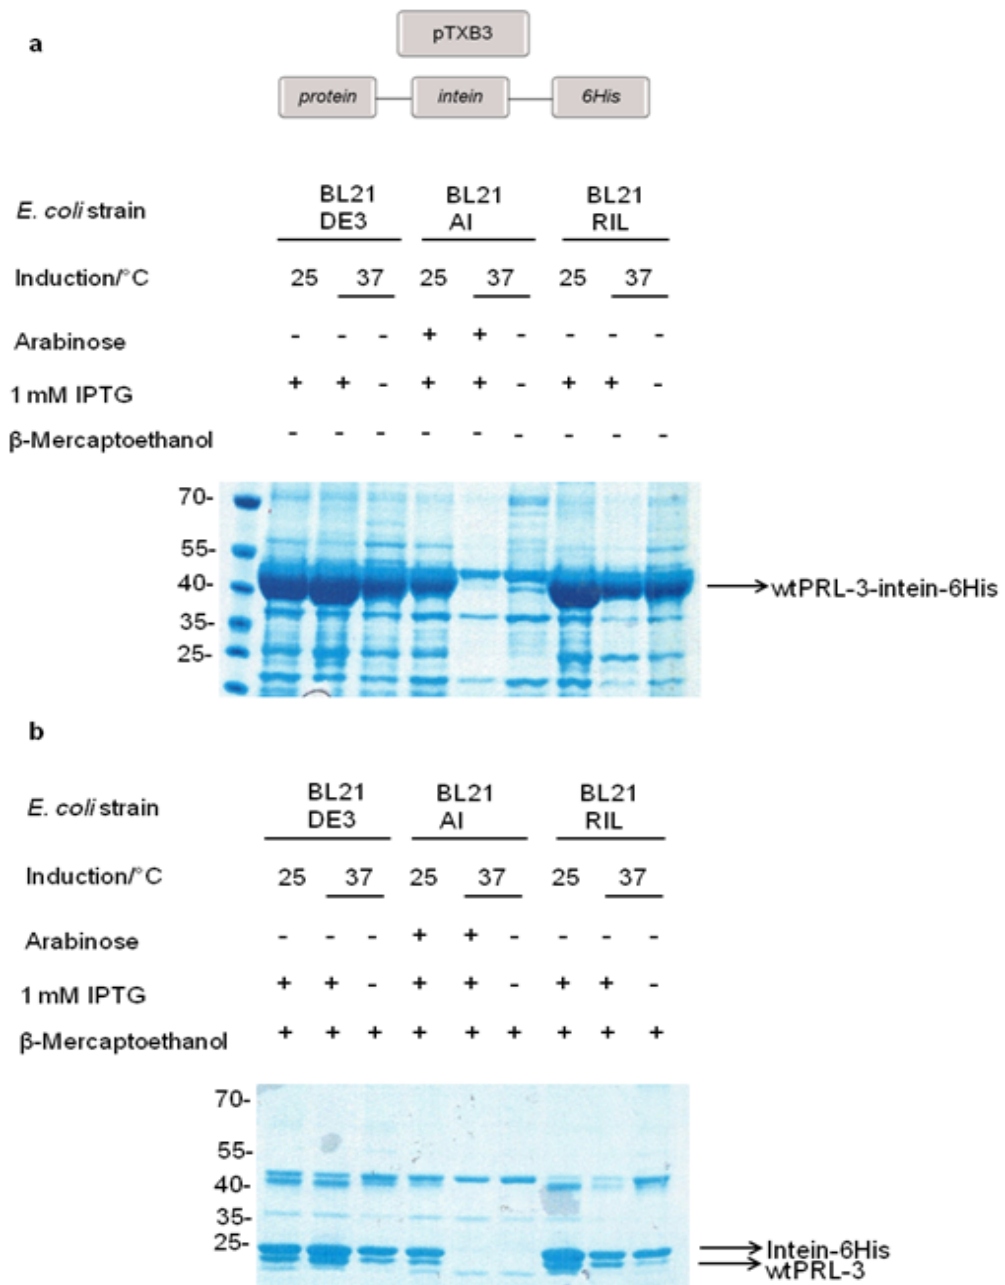 a
pTXB3
protein intein 6His
E. coli strain BL21 DE3 BL21 AI BL21 RIL
Induction/°C 25 37 25 37 25 37
Arabinose - - - + + - - - -
1 mM IPTG + + - + + - + + -
β-Mercaptoethanol - - - - - - - - -
70-
55-
40- wtPRL-3-intein-6His
35-
25-
b
E. coli strain BL21 DE3 BL21 AI BL21 RIL
Induction/°C 25 37 25 37 25 37
Arabinose - - - + + - - - -
1 mM IPTG + + - + + - + + -
β-Mercaptoethanol + + + + + + + + +
70-
55-
40-
35-
25- Intein-6His
wtPRL-3